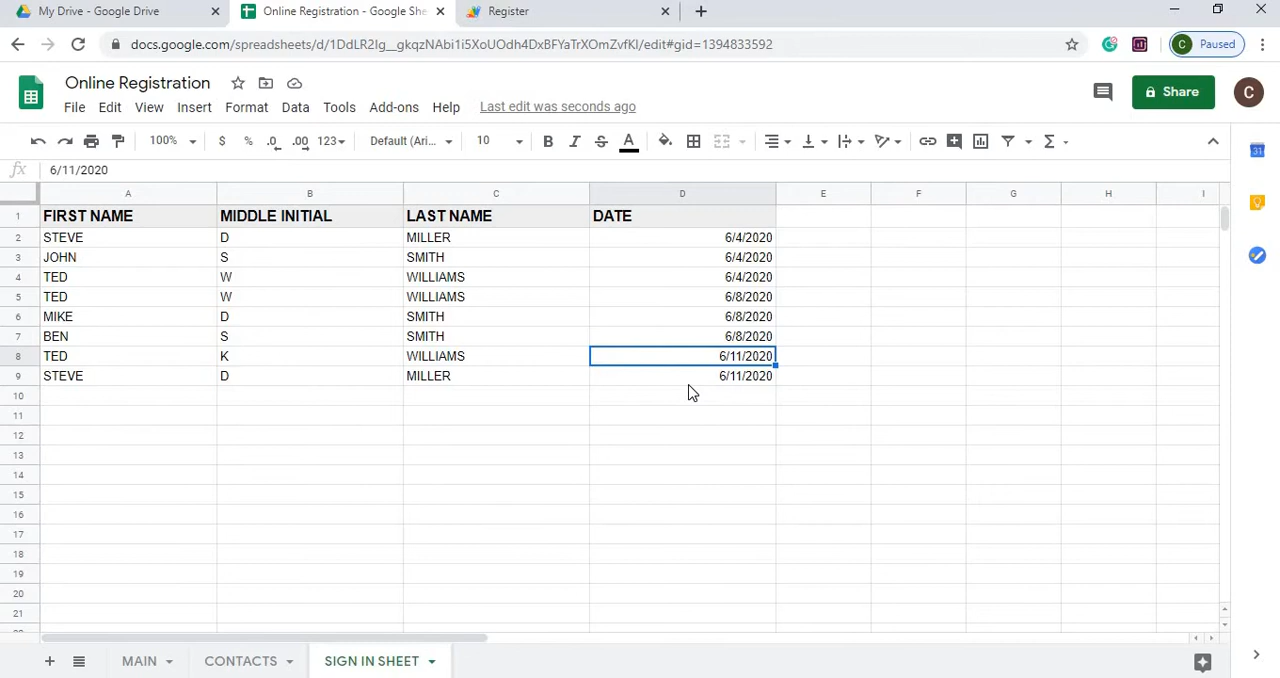 My Drive - Google Drive
Online Registration - Google She
Register
docs.google.com/spreadsheets/d/1DdLR2Ig__gkqzNAbi1i5XoUOdh4DxBFYaTrXOmZvfKI/edit#gid=1394833592
C Paused
Online Registration
File Edit View Insert Format Data Tools Add-ons Help Last edit was seconds ago
Share
C
100% $ % .0 .00 123 Default (Ari... 10 B I S A Σ
fx 6/11/2020
31
A B C D E F G H I
1 FIRST NAME MIDDLE INITIAL LAST NAME DATE
2 STEVE D MILLER 6/4/2020
3 JOHN S SMITH 6/4/2020
4 TED W WILLIAMS 6/4/2020
5 TED W WILLIAMS 6/8/2020
6 MIKE D SMITH 6/8/2020
7 BEN S SMITH 6/8/2020
8 TED K WILLIAMS 6/11/2020
9 STEVE D MILLER 6/11/2020
10
11
12
13
14
15
16
17
18
19
20
21
MAIN CONTACTS SIGN IN SHEET